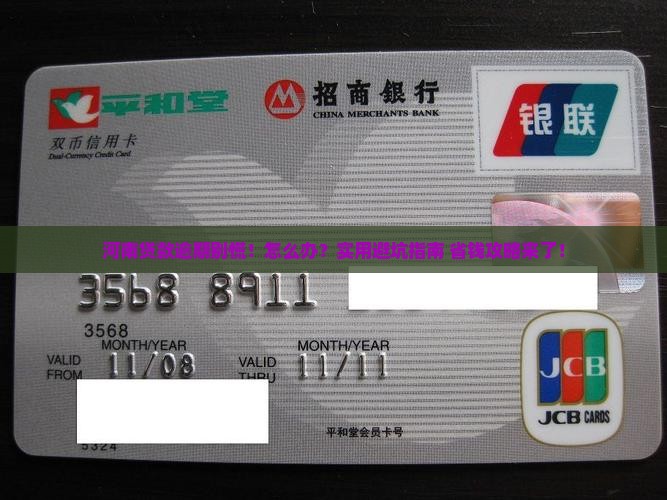 平和堂
双币信用卡
Dual-Currency Credit Card
招商银行
CHINA MERCHANTS BANK
银联
河南贷款逾期别慌！怎么办？实用避坑指南 省钱攻略来了！
3568 8911
3568
MONTH/YEAR
VALID FROM 11/08
MONTH/YEAR
VALID THRU 11/11
JCB
JCB CARDS
平和堂会员卡号
5324